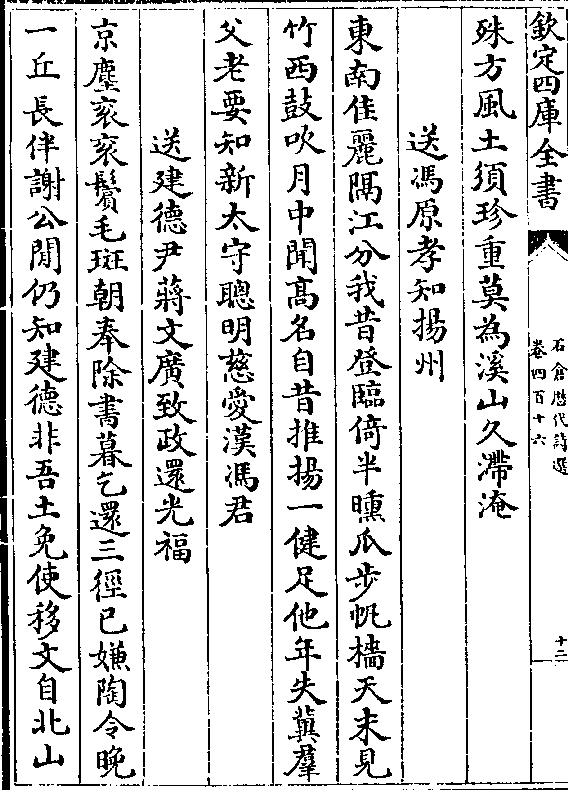 欽定四庫全書
石倉歴代詩選
卷四百十六
十二
殊方風土須珍重莫為溪山久滯淹
送馮原孝知揚州
東南佳麗隔江分我昔登臨倚半曛瓜步帆檣天末見
竹西鼓吹月中聞髙名自昔推揚一健足他年失冀羣
父老要知新太守聰明慈愛漢馮君
送建德尹蔣文廣致政還光福
京塵衮衮鬢毛斑朝奉除書暮乞還三徑已嫌陶令晚
一丘長伴謝公閒仍知建德非吾土免使移文自北山